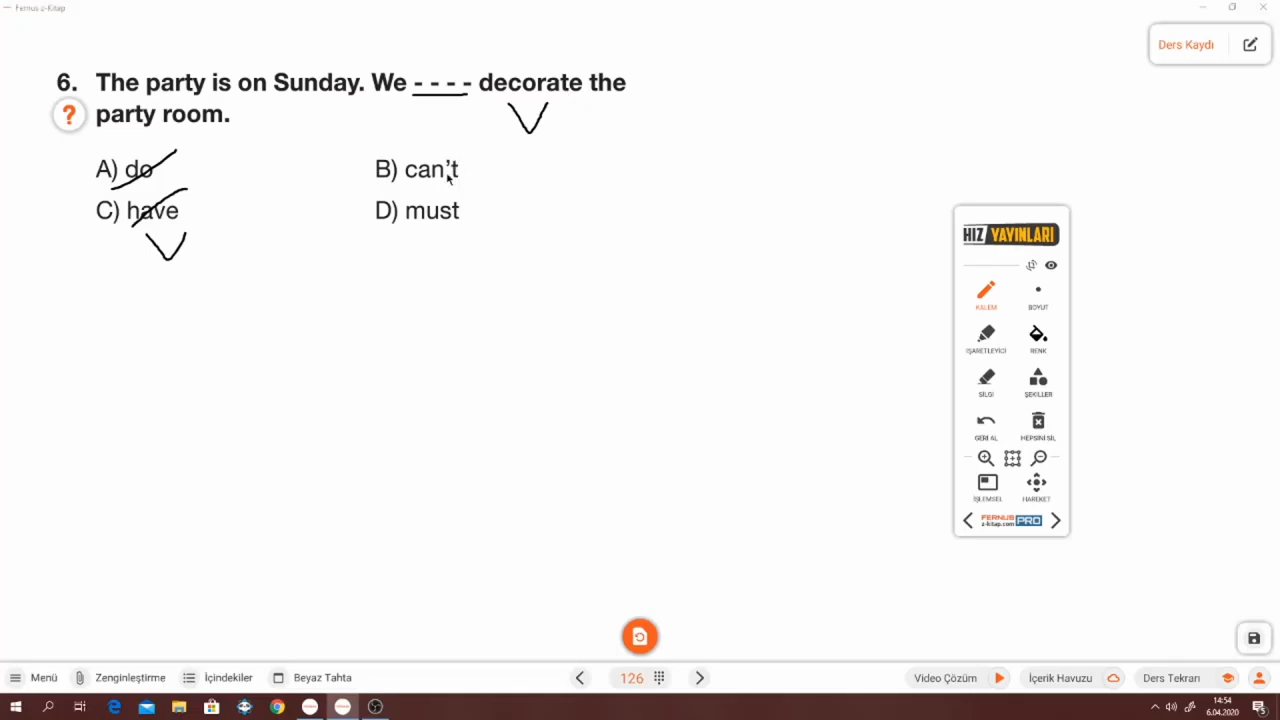 Fernus z-Kitap
Ders Kaydı
6. The party is on Sunday. We - - - - decorate the
? party room.
A) do
B) can't
C) have
D) must
HIZ YAYINLARI
KALEM
BOYUT
İŞARETLEYİCİ
RENK
SİLGİ
ŞEKİLLER
GERİ AL
HEPSİNİ SİL
İŞLEMSEL
HAREKET
FERNUS
z-kitap.com PRO
Menü
Zenginleştirme
İçindekiler
Beyaz Tahta
126
Video Çözüm
İçerik Havuzu
Ders Tekrarı
14:54
6.04.2020
5